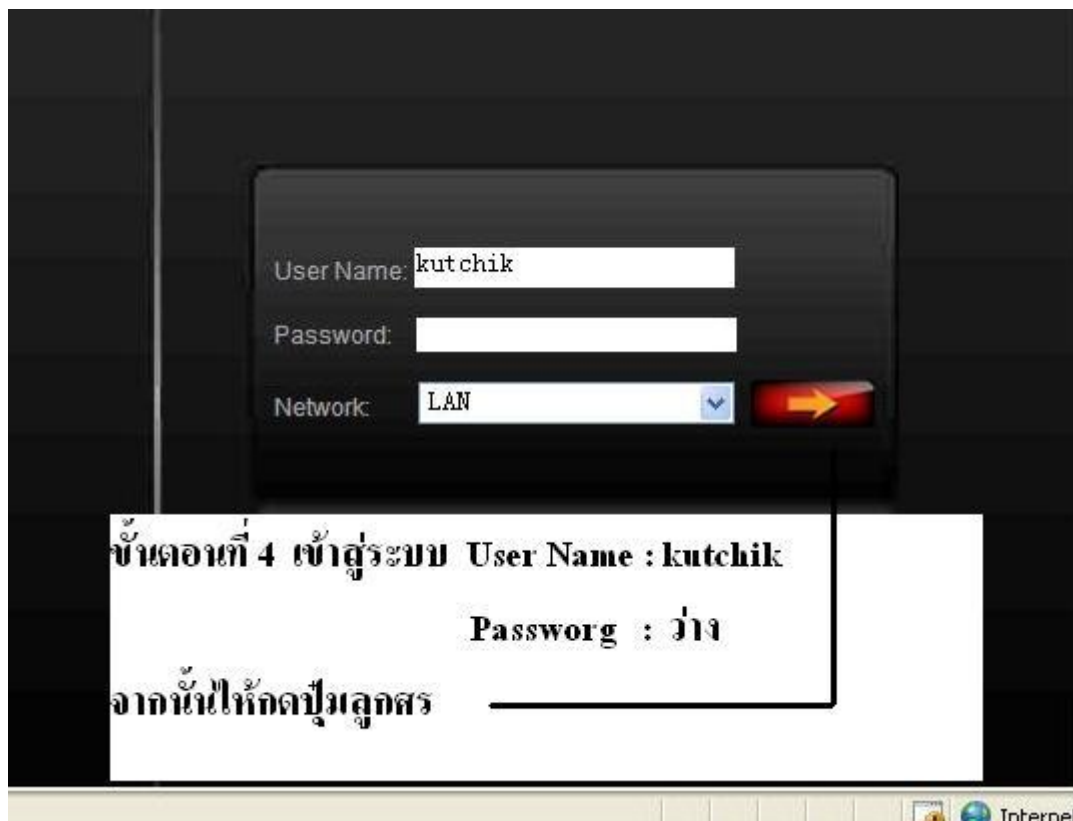 User Name: kutchik
Password:
Network: LAN
ขั้นตอนที่ 4 เข้าสู่ระบบ User Name : kutchik
Passworg : ว่าง
จากนั้นให้กดปุ่มลูกศร
Interne